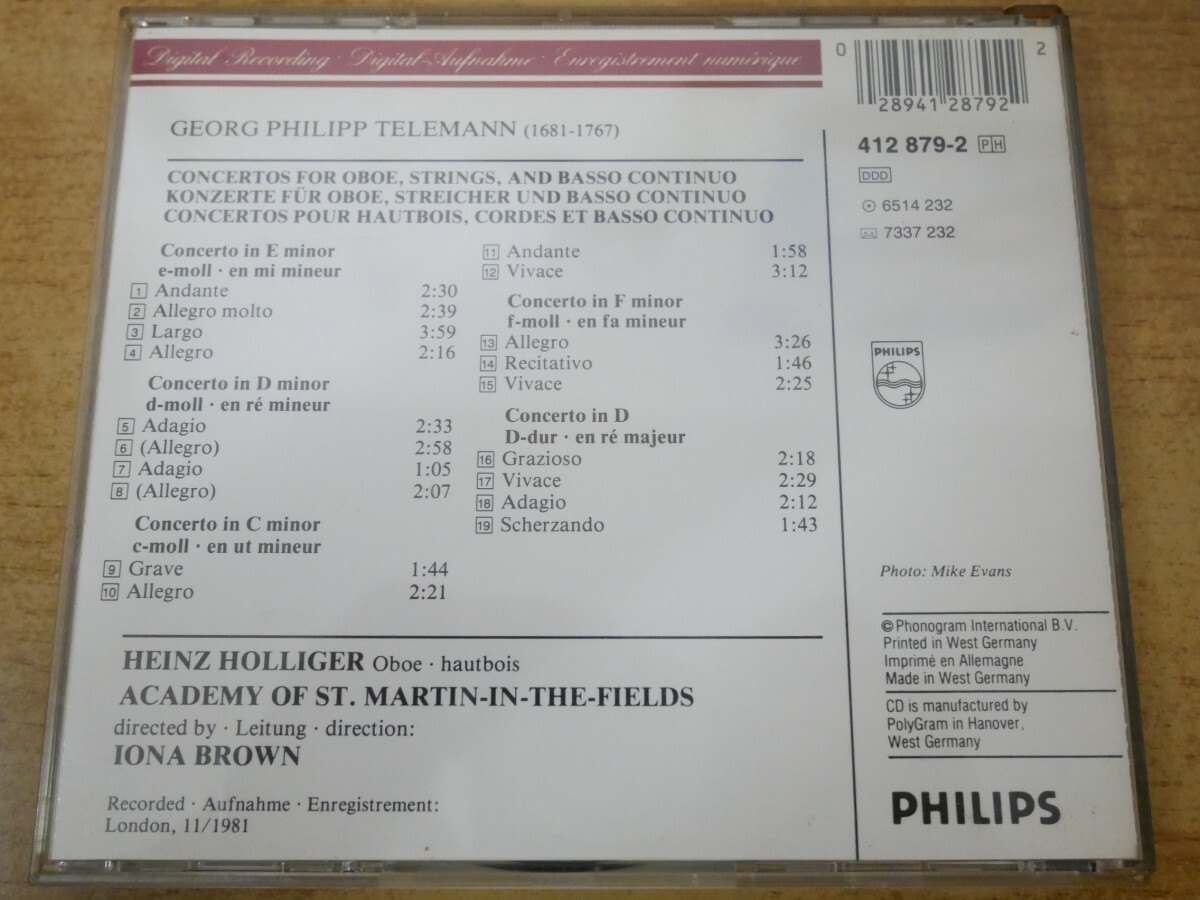 Digital Recording · Digital-Aufnahme · Enregistrement numérique
GEORG PHILIPP TELEMANN (1681-1767)
CONCERTOS FOR OBOE, STRINGS, AND BASSO CONTINUO
KONZERTE FÜR OBOE, STREICHER UND BASSO CONTINUO
CONCERTOS POUR HAUTBOIS, CORDES ET BASSO CONTINUO
Concerto in E minor
e-moll · en mi mineur
1 Andante 2:30
2 Allegro molto 2:39
3 Largo 3:59
4 Allegro 2:16
Concerto in D minor
d-moll · en ré mineur
5 Adagio 2:33
6 (Allegro) 2:58
7 Adagio 1:05
8 (Allegro) 2:07
Concerto in C minor
c-moll · en ut mineur
9 Grave 1:44
10 Allegro 2:21
11 Andante 1:58
12 Vivace 3:12
Concerto in F minor
f-moll · en fa mineur
13 Allegro 3:26
14 Recitativo 1:46
15 Vivace 2:25
Concerto in D
D-dur · en ré majeur
16 Grazioso 2:18
17 Vivace 2:29
18 Adagio 2:12
19 Scherzando 1:43
HEINZ HOLLIGER Oboe · hautbois
ACADEMY OF ST. MARTIN-IN-THE-FIELDS
directed by · Leitung · direction:
IONA BROWN
Recorded · Aufnahme · Enregistrement:
London, 11/1981
0 28941 28792 2
412 879-2 PH
DDD
6514 232
7337 232
PHILIPS
Photo: Mike Evans
© Phonogram International B.V.
Printed in West Germany
Imprimé en Allemagne
Made in West Germany
CD is manufactured by
PolyGram in Hanover,
West Germany
PHILIPS